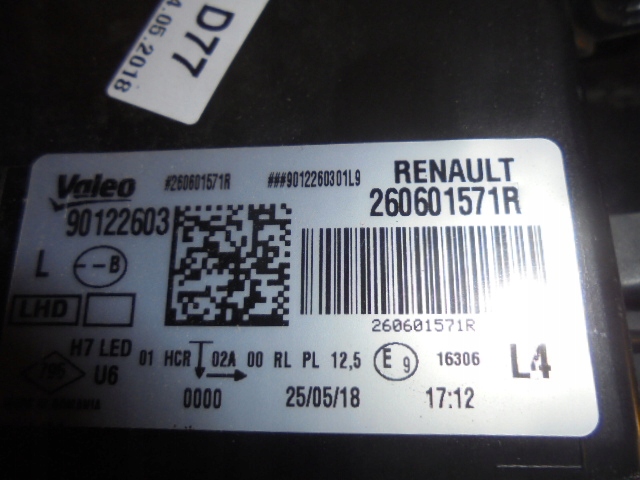 D77
4.05.2018
Valeo #260601571R ###9012260301L9 RENAULT
90122603 260601571R
L --B
LHD
260601571R
H7 LED 01 HCR 02A 00 RL PL 12,5 E9 16306 L4
U6
0000 25/05/18 17:12